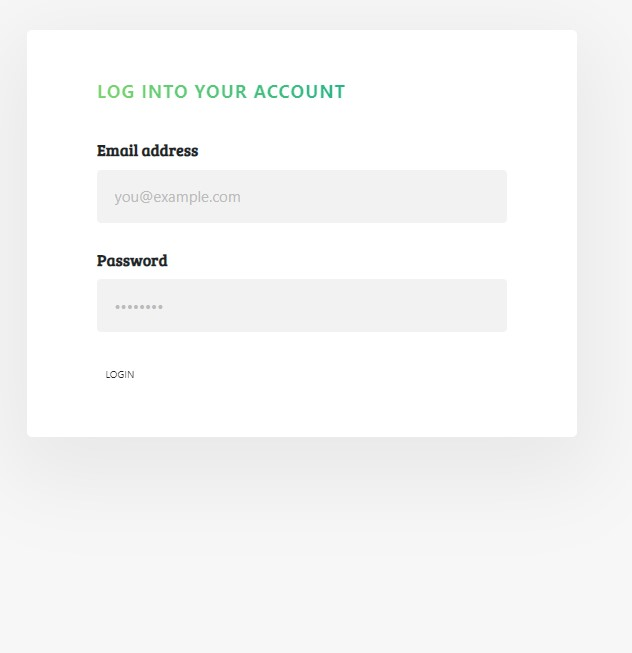 LOG INTO YOUR ACCOUNT
Email address
you@example.com
Password
••••••••
LOGIN